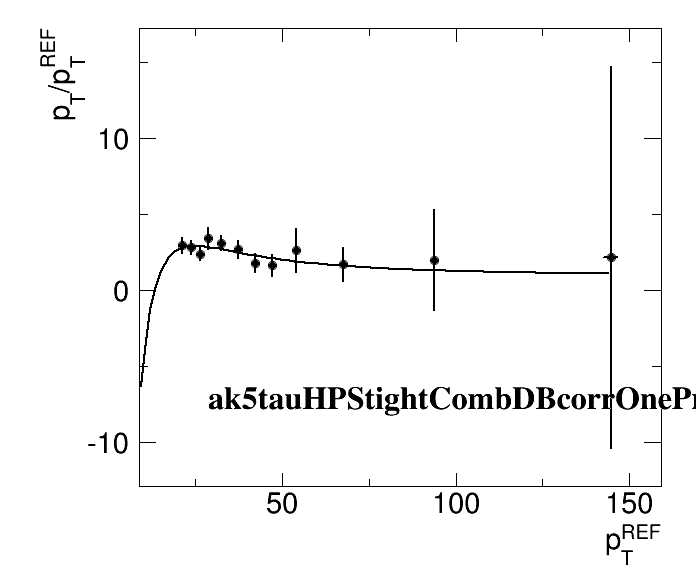 p_T/p_T^REF
10
0
-10
ak5tauHPStightCombDBcorrOnePr
50 100 150
p_T^REF